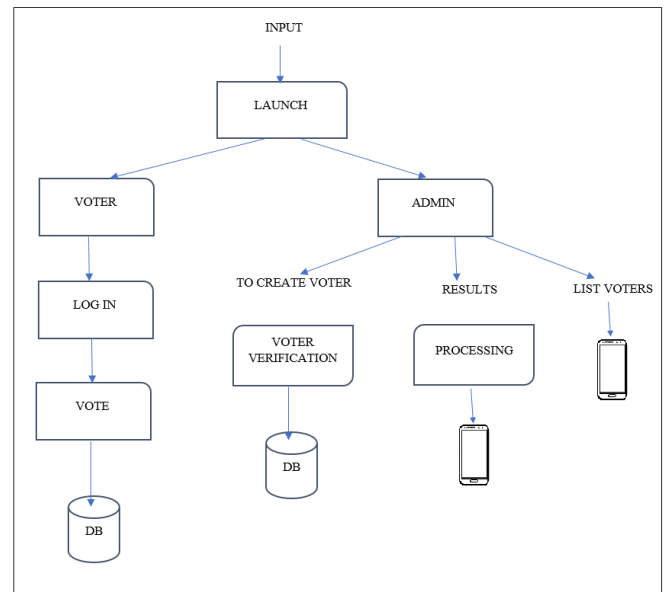 INPUT
LAUNCH
VOTER
ADMIN
TO CREATE VOTER
RESULTS
LIST VOTERS
LOG IN
VOTER
VERIFICATION
PROCESSING
VOTE
DB
DB